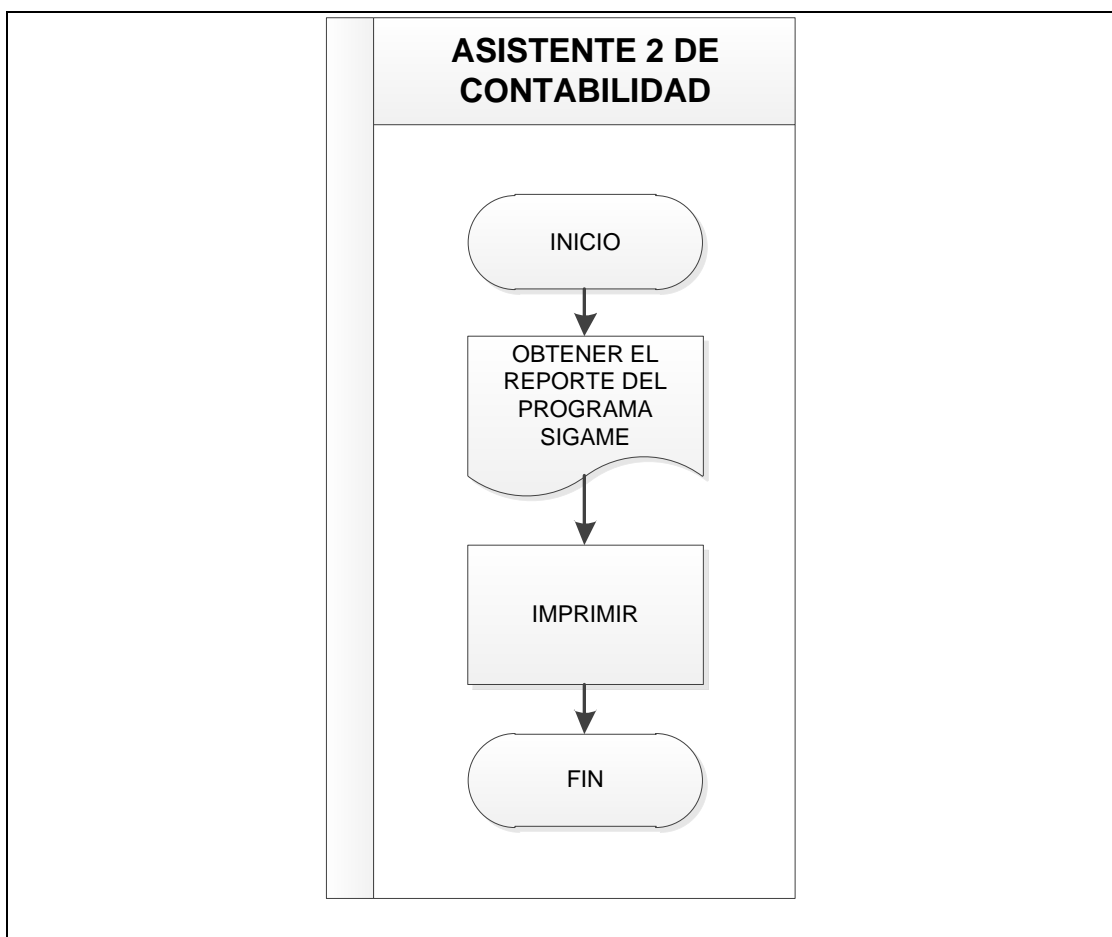 ASISTENTE 2 DE
CONTABILIDAD
INICIO
OBTENER EL
REPORTE DEL
PROGRAMA
SIGAME
IMPRIMIR
FIN